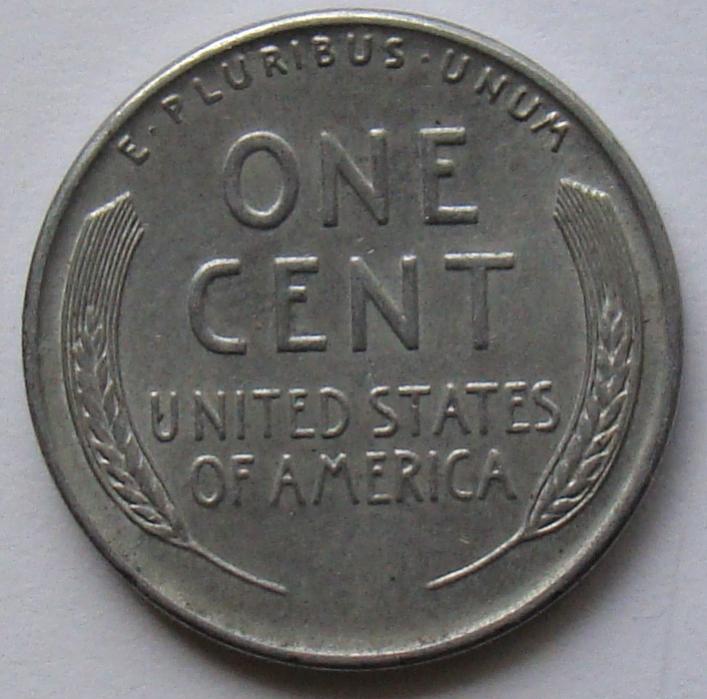 E · PLURIBUS · UNUM
ONE
CENT
UNITED STATES
OF AMERICA